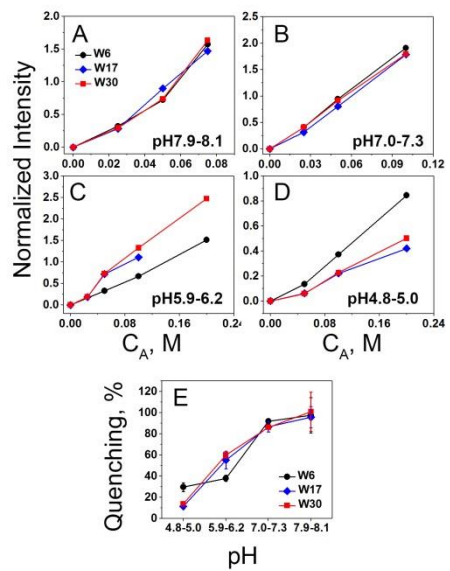 A
W6
W17
W30
2.0
1.5
1.0
0.5
0.0
0.00 0.02 0.04 0.06 0.08
pH7.9-8.1
B
2.5
2.0
1.5
1.0
0.5
0.0
0.00 0.03 0.06 0.09 0.12
pH7.0-7.3
Normalized Intensity
C
3.0
2.5
2.0
1.5
1.0
0.5
0.0
0.00 0.08 0.16 0.24
pH5.9-6.2
C_A, M
D
1.0
0.8
0.6
0.4
0.2
0.0
0.00 0.08 0.16 0.24
pH4.8-5.0
C_A, M
E
Quenching, %
120
100
80
60
40
20
0
W6
W17
W30
4.8-5.0 5.9-6.2 7.0-7.3 7.9-8.1
pH